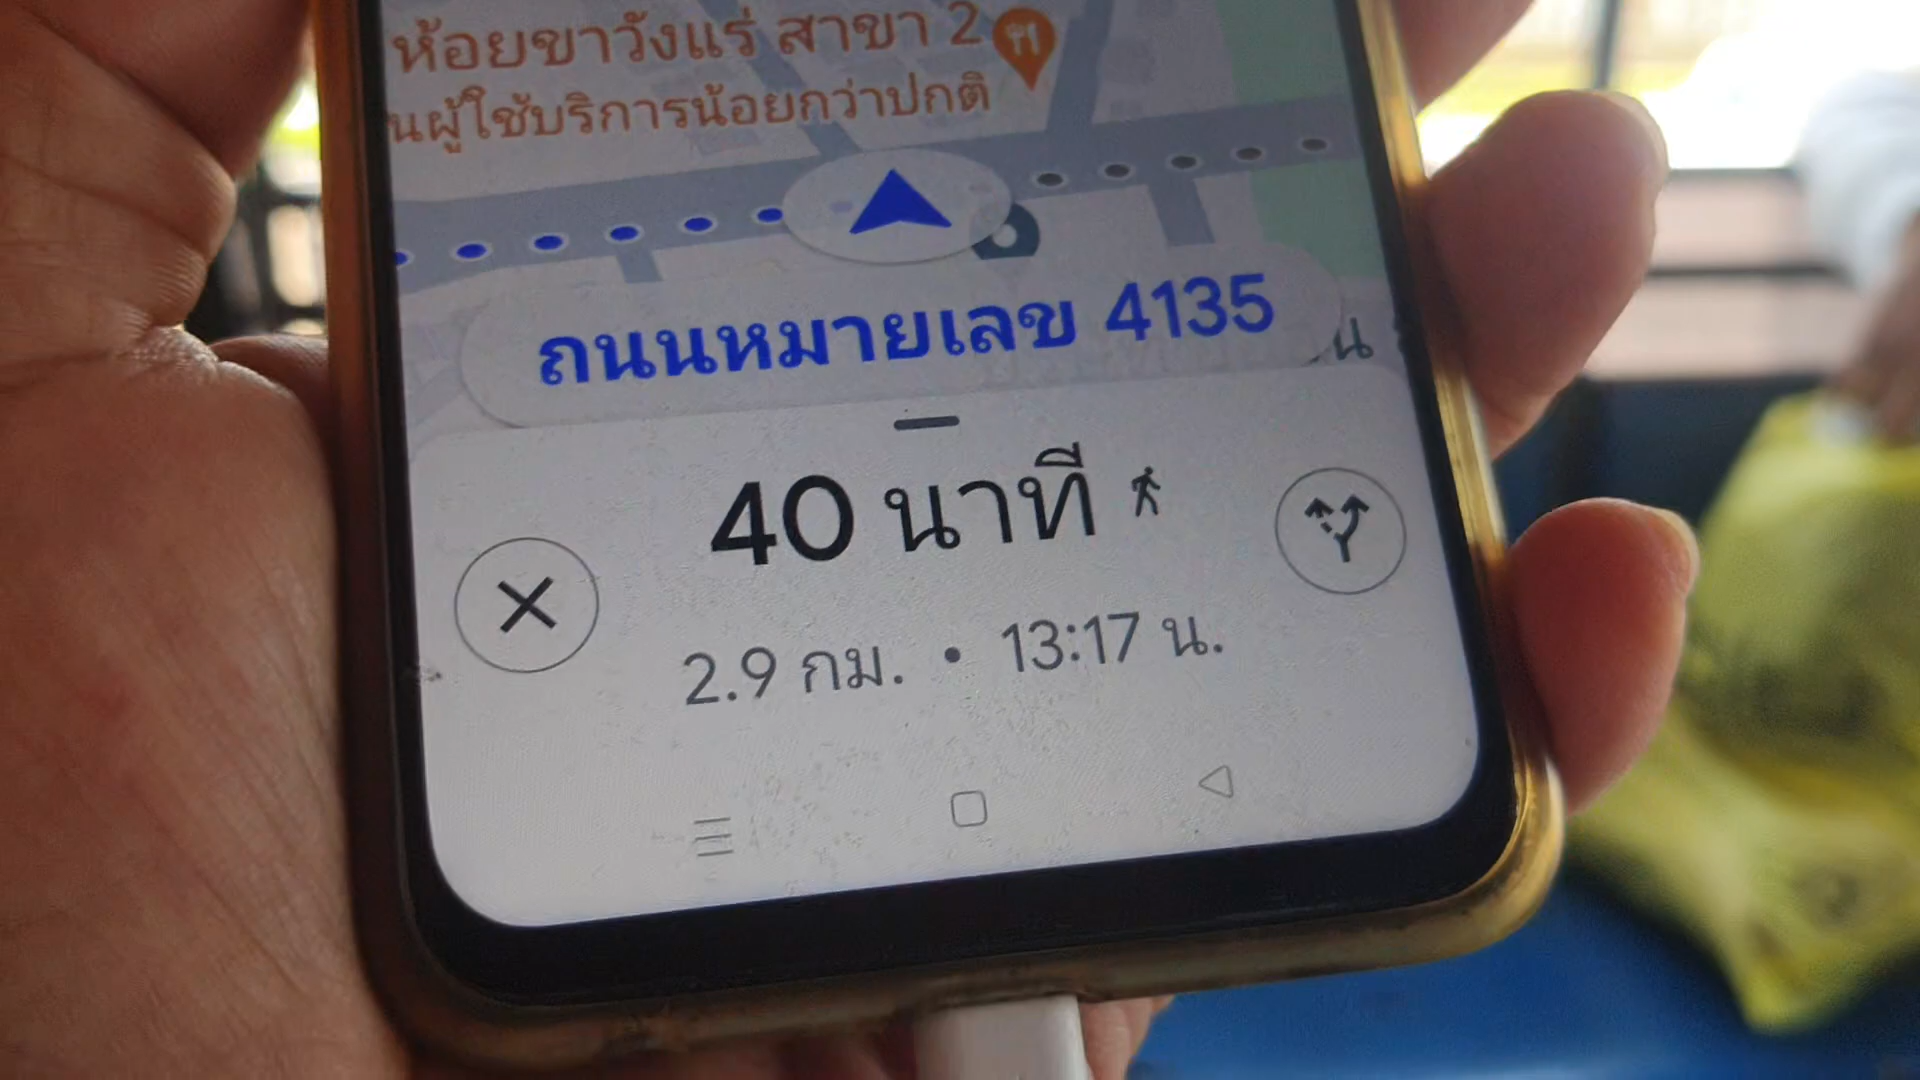 ห้อยขาวังแร่ สาขา 2
นผู้ใช้บริการน้อยกว่าปกติ
ถนนหมายเลข 4135
น
40 นาที
2.9 กม. • 13:17 น.